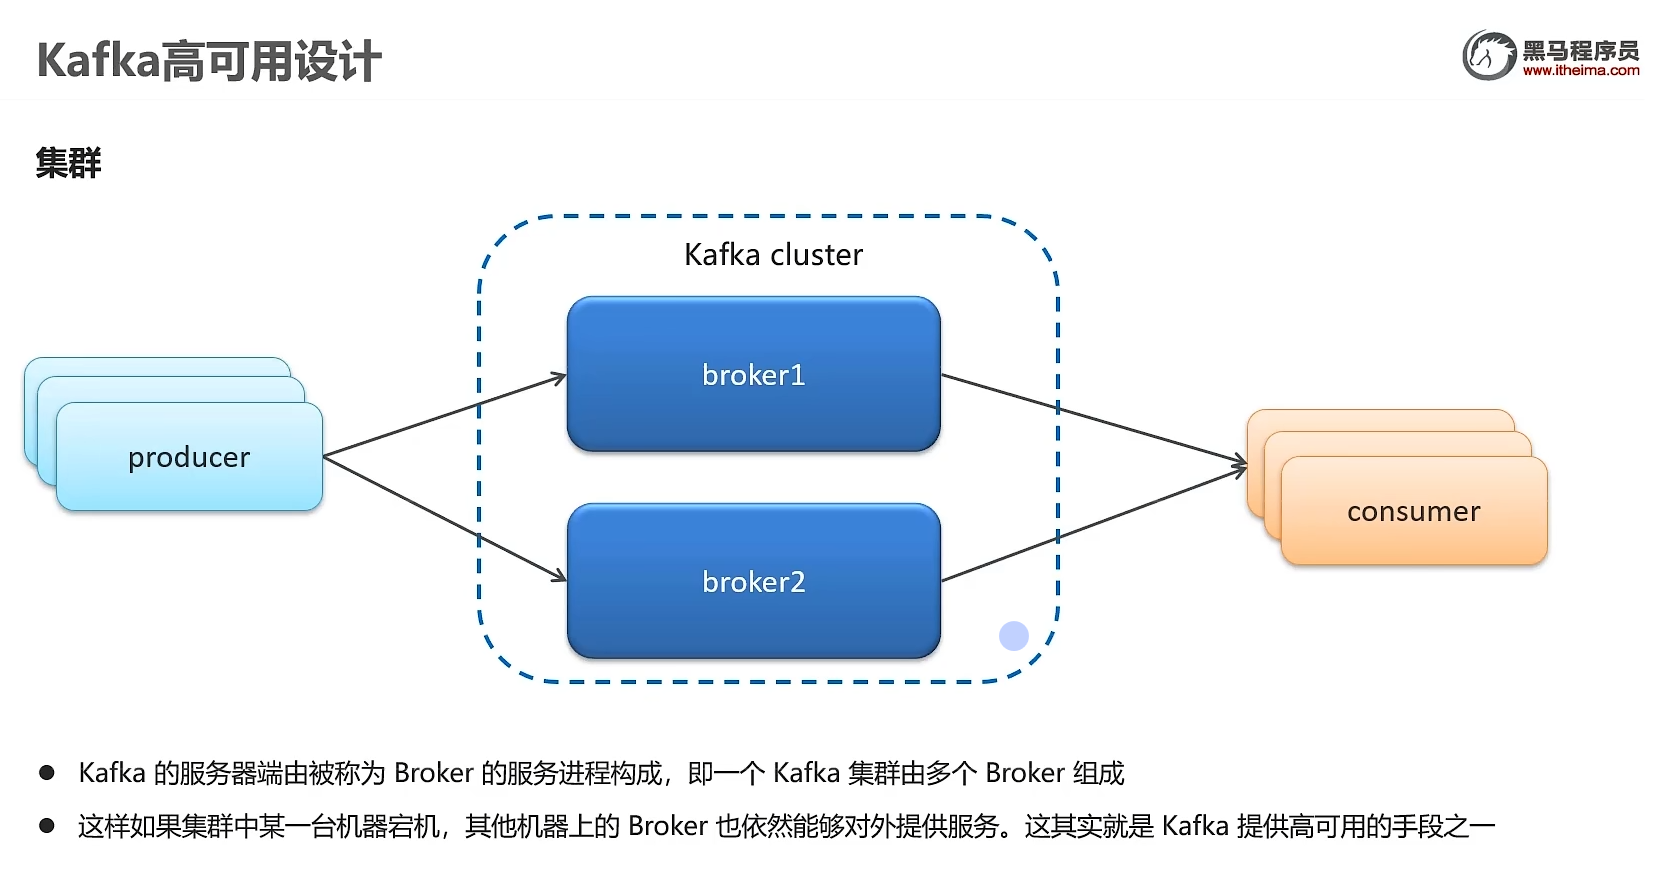 Kafka高可用设计
黑马程序员
www.itheima.com
集群
Kafka cluster
broker1
producer
consumer
broker2
Kafka 的服务器端由被称为 Broker 的服务进程构成，即一个 Kafka 集群由多个 Broker 组成
这样如果集群中某一台机器宕机，其他机器上的 Broker 也依然能够对外提供服务。这其实就是 Kafka 提供高可用的手段之一